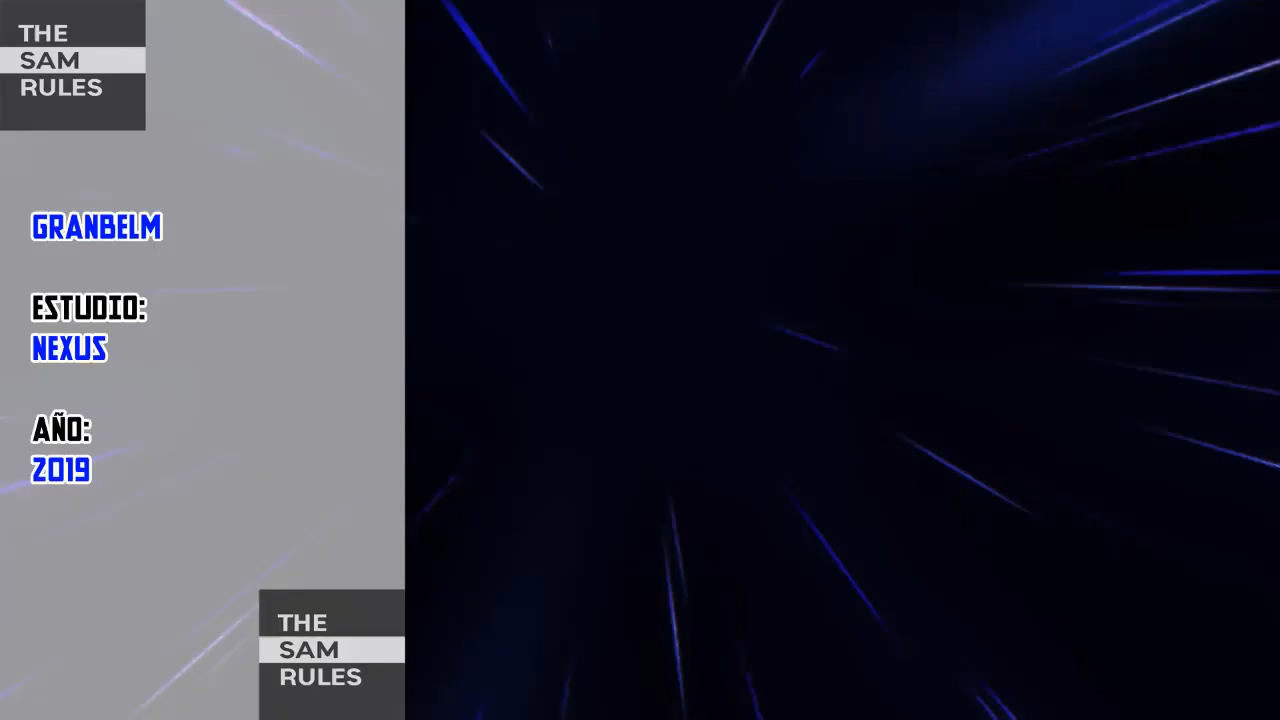 THE
SAM
RULES
GRANBELM
ESTUDIO:
NEXUS
AÑO:
2019
THE
SAM
RULES